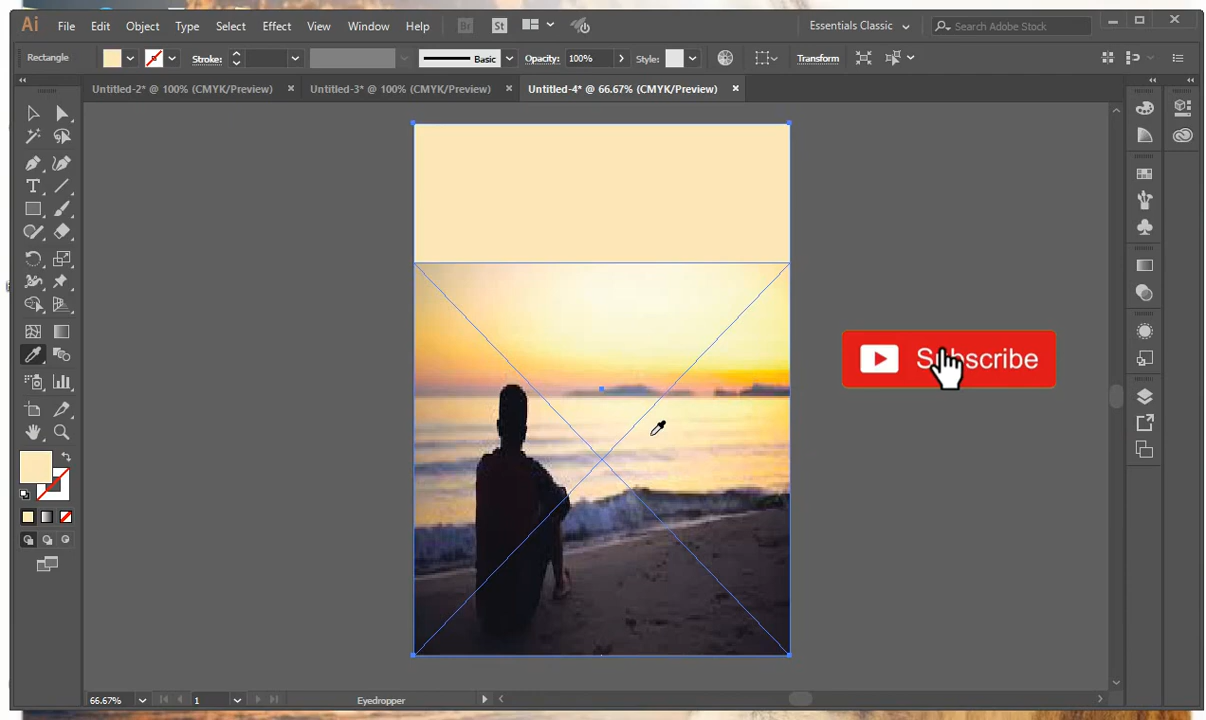 Ai File Edit Object Type Select Effect View Window Help Br St Essentials Classic Search Adobe Stock
Rectangle Stroke: Basic Opacity: 100% Style: Transform
Untitled-2* @ 100% (CMYK/Preview) Untitled-3* @ 100% (CMYK/Preview) Untitled-4* @ 66.67% (CMYK/Preview)
Subscribe
66.67% 1 Eyedropper